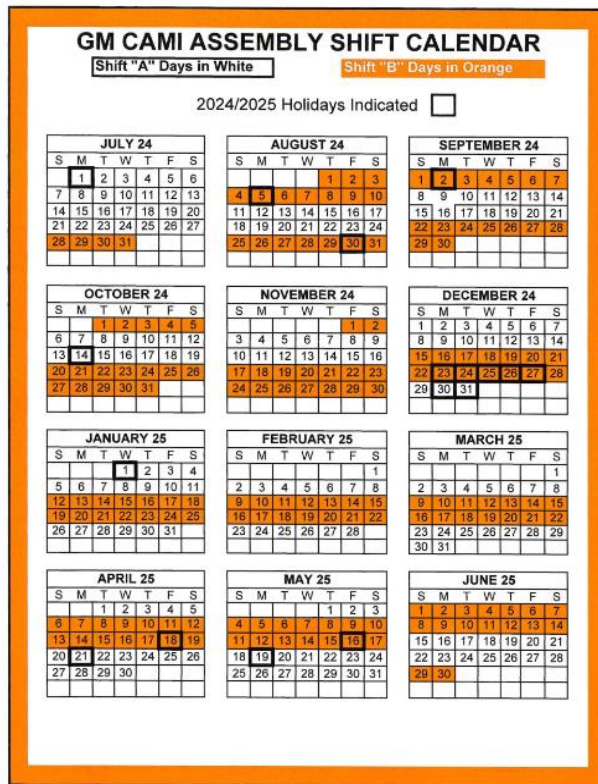 GM CAMI ASSEMBLY SHIFT CALENDAR
Shift "A" Days in White
Shift "B" Days in Orange
2024/2025 Holidays Indicated
JULY 24
S M T W T F S
1 2 3 4 5 6
7 8 9 10 11 12 13
14 15 16 17 18 19 20
21 22 23 24 25 26 27
28 29 30 31
AUGUST 24
S M T W T F S
1 2 3
4 5 6 7 8 9 10
11 12 13 14 15 16 17
18 19 20 21 22 23 24
25 26 27 28 29 30 31
SEPTEMBER 24
S M T W T F S
1 2 3 4 5 6 7
8 9 10 11 12 13 14
15 16 17 18 19 20 21
22 23 24 25 26 27 28
29 30
OCTOBER 24
S M T W T F S
1 2 3 4 5
6 7 8 9 10 11 12
13 14 15 16 17 18 19
20 21 22 23 24 25 26
27 28 29 30 31
NOVEMBER 24
S M T W T F S
1 2
3 4 5 6 7 8 9
10 11 12 13 14 15 16
17 18 19 20 21 22 23
24 25 26 27 28 29 30
DECEMBER 24
S M T W T F S
1 2 3 4 5 6 7
8 9 10 11 12 13 14
15 16 17 18 19 20 21
22 23 24 25 26 27 28
29 30 31
JANUARY 25
S M T W T F S
1 2 3 4
5 6 7 8 9 10 11
12 13 14 15 16 17 18
19 20 21 22 23 24 25
26 27 28 29 30 31
FEBRUARY 25
S M T W T F S
1
2 3 4 5 6 7 8
9 10 11 12 13 14 15
16 17 18 19 20 21 22
23 24 25 26 27 28
MARCH 25
S M T W T F S
1
2 3 4 5 6 7 8
9 10 11 12 13 14 15
16 17 18 19 20 21 22
23 24 25 26 27 28 29
30 31
APRIL 25
S M T W T F S
1 2 3 4 5
6 7 8 9 10 11 12
13 14 15 16 17 18 19
20 21 22 23 24 25 26
27 28 29 30
MAY 25
S M T W T F S
1 2 3
4 5 6 7 8 9 10
11 12 13 14 15 16 17
18 19 20 21 22 23 24
25 26 27 28 29 30 31
JUNE 25
S M T W T F S
1 2 3 4 5 6 7
8 9 10 11 12 13 14
15 16 17 18 19 20 21
22 23 24 25 26 27 28
29 30